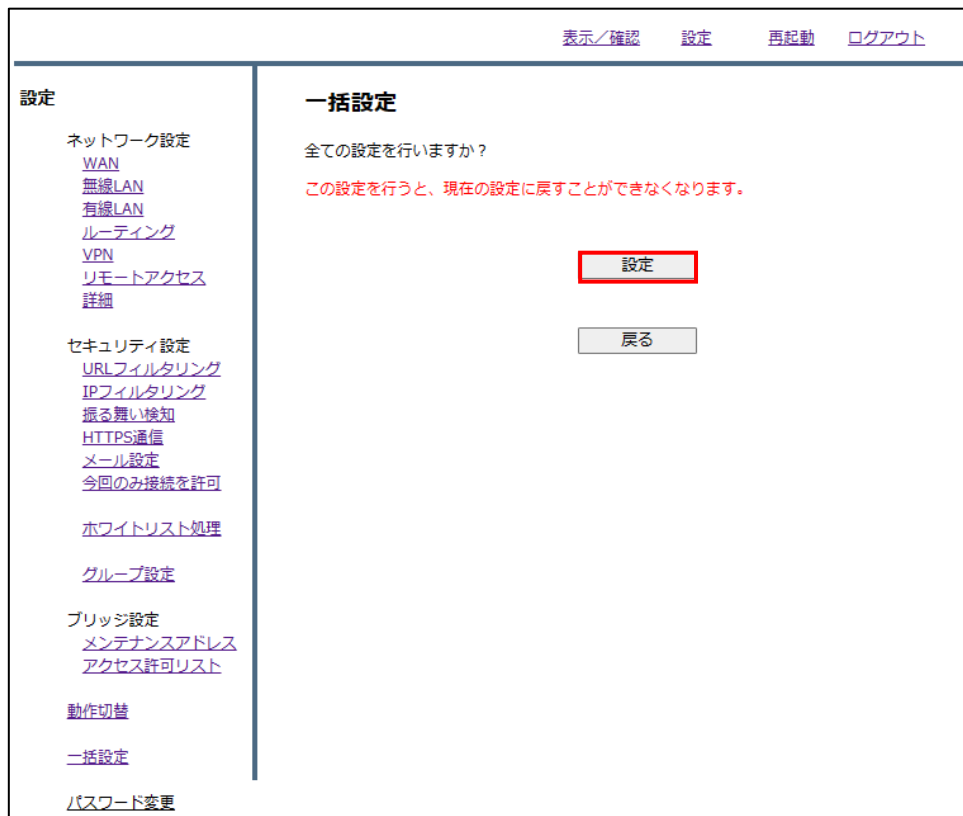 表示／確認 設定 再起動 ログアウト
設定
ネットワーク設定
WAN
無線LAN
有線LAN
ルーティング
VPN
リモートアクセス
詳細
セキュリティ設定
URLフィルタリング
IPフィルタリング
振る舞い検知
HTTPS通信
メール設定
今回のみ接続を許可
ホワイトリスト処理
グループ設定
ブリッジ設定
メンテナンスアドレス
アクセス許可リスト
動作切替
一括設定
パスワード変更
一括設定
全ての設定を行いますか？
この設定を行うと、現在の設定に戻すことができなくなります。
設定
戻る